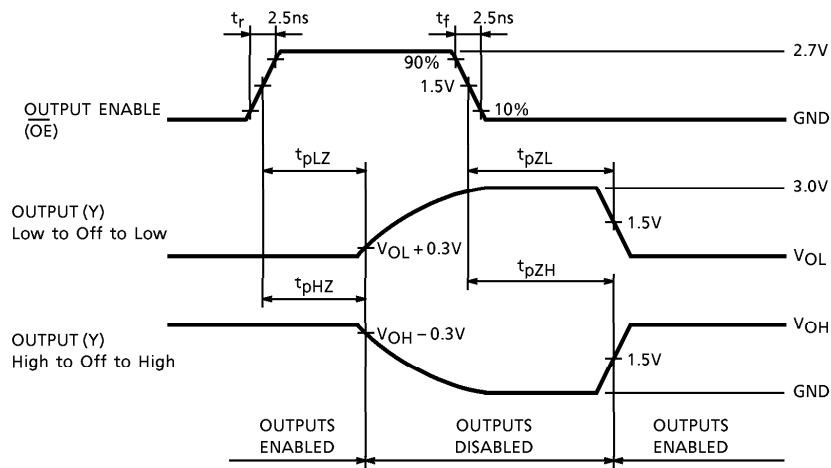 tr 2.5ns tf 2.5ns
90% 2.7V
1.5V
OUTPUT ENABLE 10% GND
(OE)
tpLZ tpZL
3.0V
OUTPUT (Y) 1.5V
Low to Off to Low
VOL + 0.3V VOL
tpHZ tpZH
VOH
OUTPUT (Y) VOH − 0.3V
High to Off to High 1.5V
GND
OUTPUTS OUTPUTS OUTPUTS
ENABLED DISABLED ENABLED